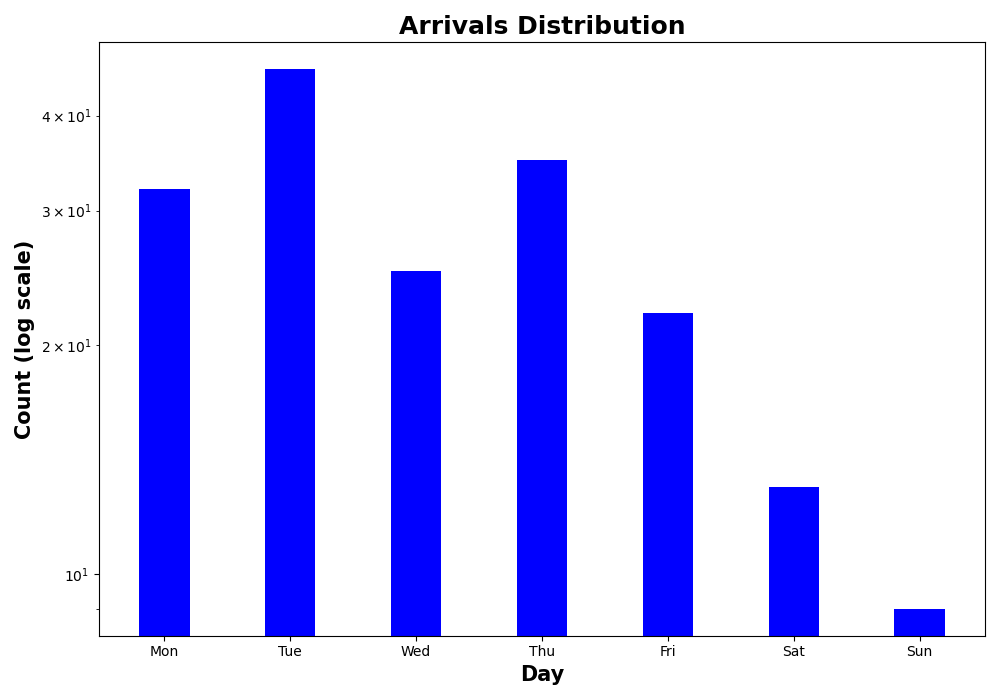 Arrivals Distribution
Count (log scale)
4 × 10¹
3 × 10¹
2 × 10¹
10¹
Mon Tue Wed Thu Fri Sat Sun
Day